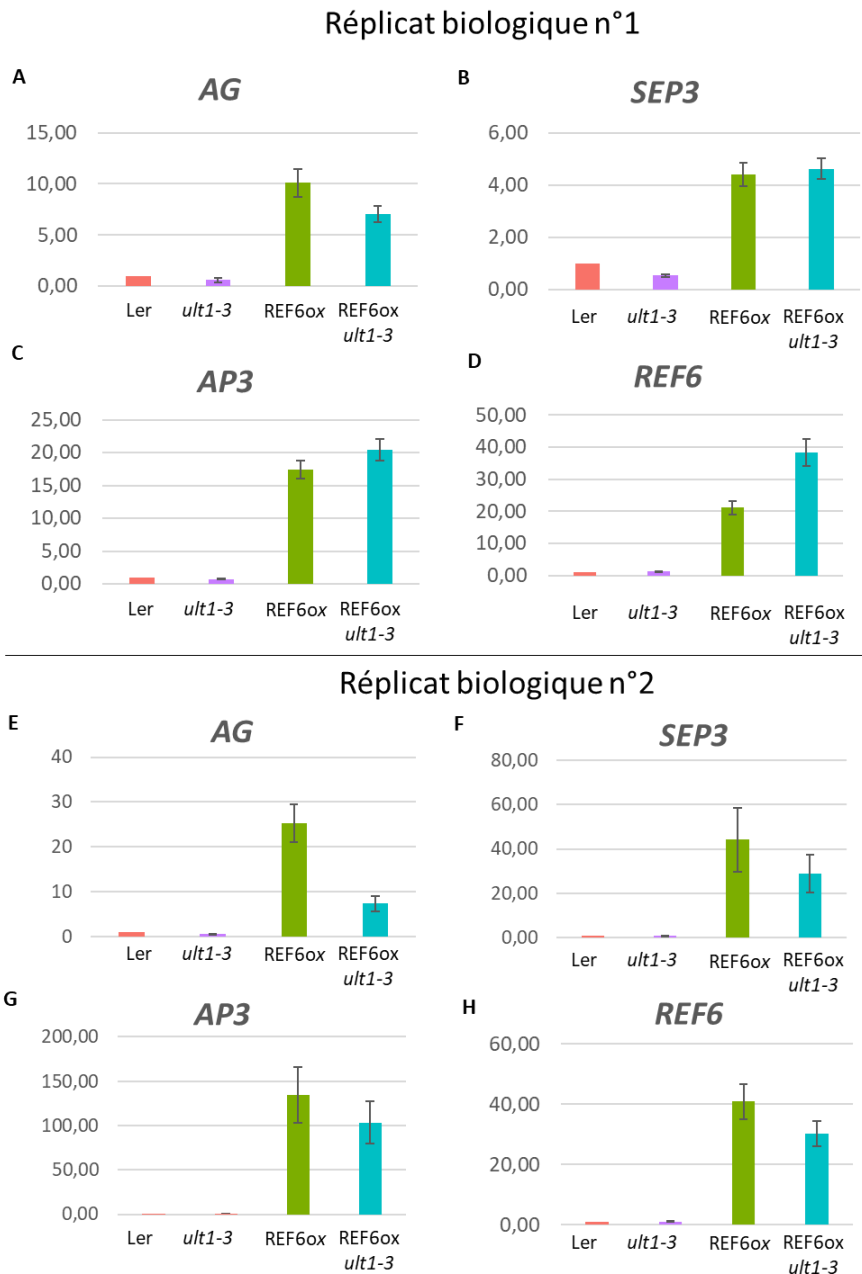 Réplicat biologique n°1
A
AG
15,00
10,00
5,00
0,00
Ler
ult1-3
REF6ox
REF6ox
ult1-3
B
SEP3
6,00
4,00
2,00
0,00
Ler
ult1-3
REF6ox
REF6ox
ult1-3
C
AP3
25,00
20,00
15,00
10,00
5,00
0,00
Ler
ult1-3
REF6ox
REF6ox
ult1-3
D
REF6
50,00
40,00
30,00
20,00
10,00
0,00
Ler
ult1-3
REF6ox
REF6ox
ult1-3
Réplicat biologique n°2
E
AG
40
30
20
10
0
Ler
ult1-3
REF6ox
REF6ox
ult1-3
F
SEP3
80,00
60,00
40,00
20,00
0,00
Ler
ult1-3
REF6ox
REF6ox
ult1-3
G
AP3
200,00
150,00
100,00
50,00
0,00
Ler
ult1-3
REF6ox
REF6ox
ult1-3
H
REF6
60,00
40,00
20,00
0,00
Ler
ult1-3
REF6ox
REF6ox
ult1-3